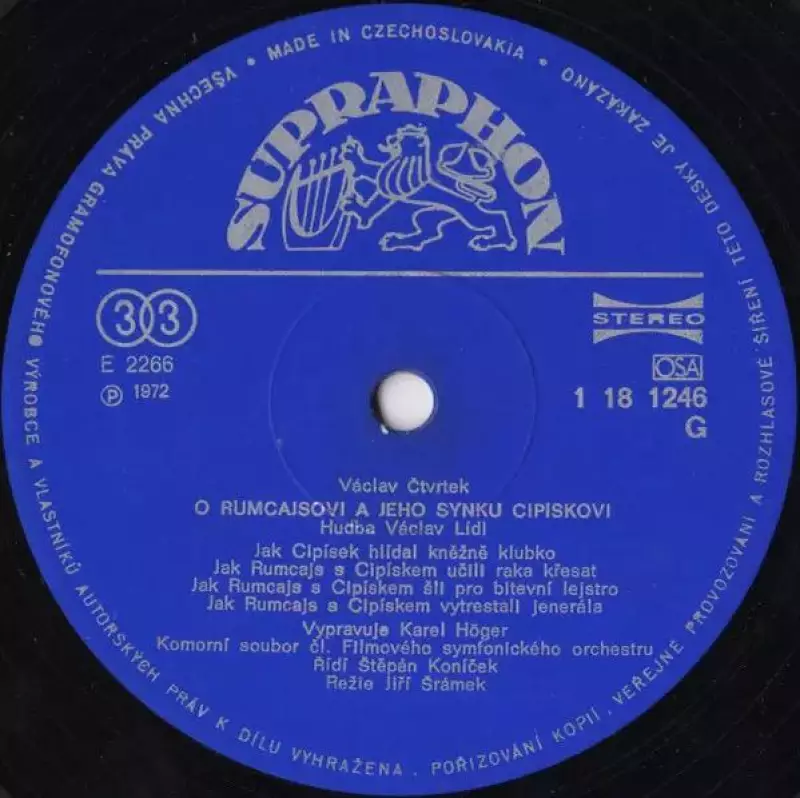 VŠECHNA PRÁVA GRAMOFONOVÉHO VÝROBCE A VLASTNÍKŮ AUTORSKÝCH PRÁV K DÍLU VYHRAŽENA. POŘIZOVÁNÍ KOPIÍ, VEŘEJNÉ PROVOZOVÁNÍ A ROZHLASOVÉ ŠÍŘENÍ TÉTO DESKY JE ZAKÁZÁNO • MADE IN CZECHOSLOVAKIA •
SUPRAPHON
33
STEREO
E 2266
OSA
℗ 1972
1 18 1246
G
Václav Čtvrtek
O RUMCAJSOVI A JEHO SYNKU CIPÍSKOVI
Hudba Václav Lídl
Jak Cipísek hlídal kněžně klubko
Jak Rumcajs s Cipískem učili raka křesat
Jak Rumcajs s Cipískem šli pro bitevní lejstro
Jak Rumcajs s Cipískem vytrestali jenerála
Vypravuje Karel Höger
Komorní soubor čl. Filmového symfonického orchestru
Řídí Štěpán Koníček
Režie Jiří Šrámek